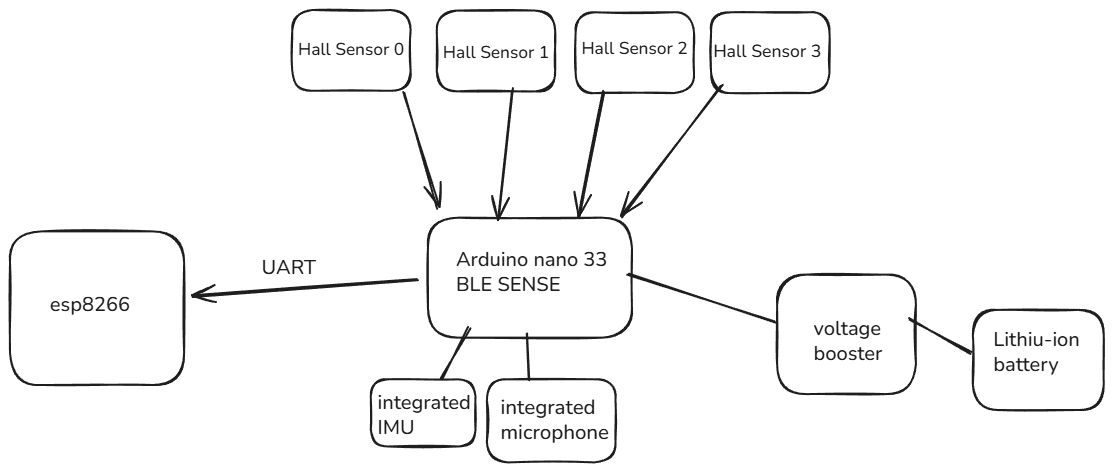 Hall Sensor 0
Hall Sensor 1
Hall Sensor 2
Hall Sensor 3
Arduino nano 33
BLE SENSE
UART
esp8266
voltage
booster
Lithiu-ion
battery
integrated
IMU
integrated
microphone